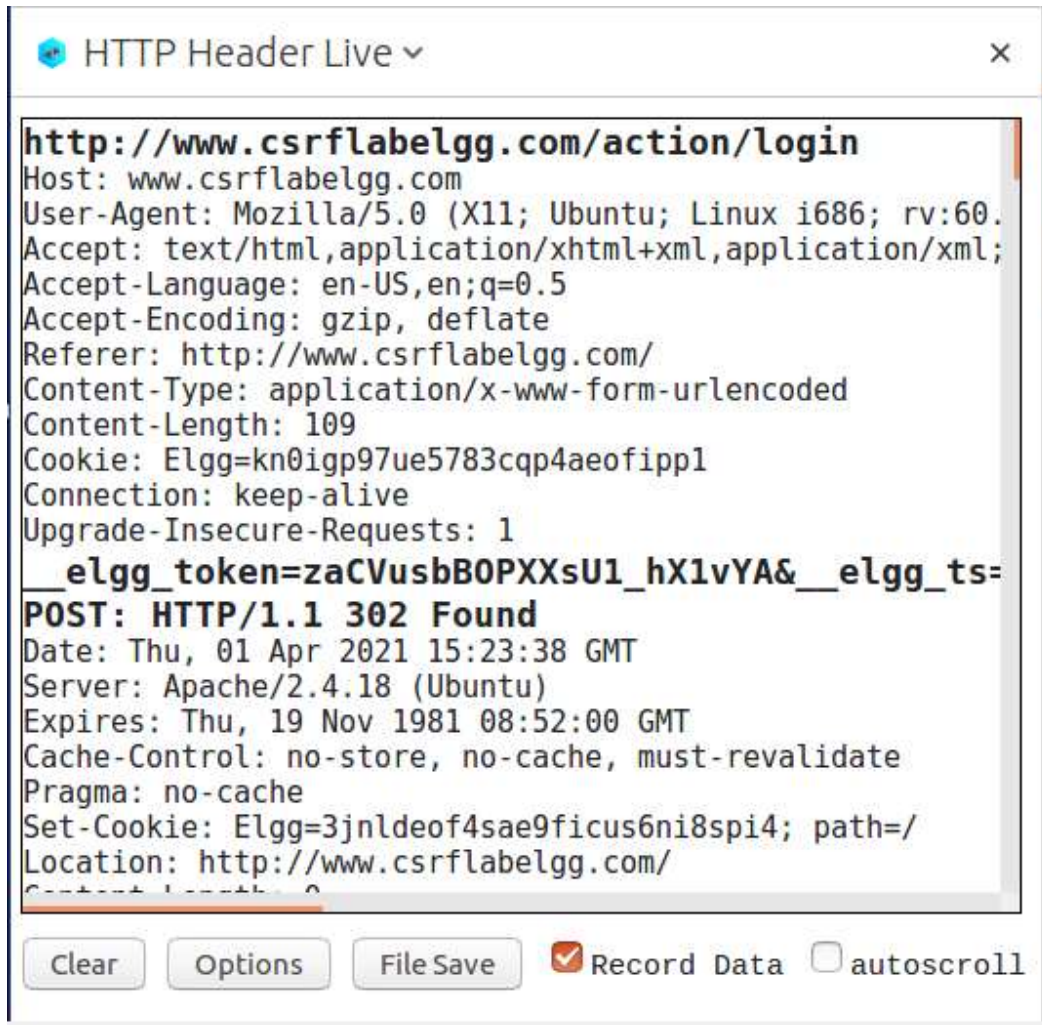 HTTP Header Live
http://www.csrflabelgg.com/action/login
Host: www.csrflabelgg.com
User-Agent: Mozilla/5.0 (X11; Ubuntu; Linux i686; rv:60.
Accept: text/html,application/xhtml+xml,application/xml;
Accept-Language: en-US,en;q=0.5
Accept-Encoding: gzip, deflate
Referer: http://www.csrflabelgg.com/
Content-Type: application/x-www-form-urlencoded
Content-Length: 109
Cookie: Elgg=kn0igp97ue5783cqp4aeofipp1
Connection: keep-alive
Upgrade-Insecure-Requests: 1
__elgg_token=zaCVusbBOPXXsU1_hX1vYA&__elgg_ts=
POST: HTTP/1.1 302 Found
Date: Thu, 01 Apr 2021 15:23:38 GMT
Server: Apache/2.4.18 (Ubuntu)
Expires: Thu, 19 Nov 1981 08:52:00 GMT
Cache-Control: no-store, no-cache, must-revalidate
Pragma: no-cache
Set-Cookie: Elgg=3jnldeof4sae9ficus6ni8spi4; path=/
Location: http://www.csrflabelgg.com/
Content-Length: 0
Clear Options File Save Record Data autoscroll